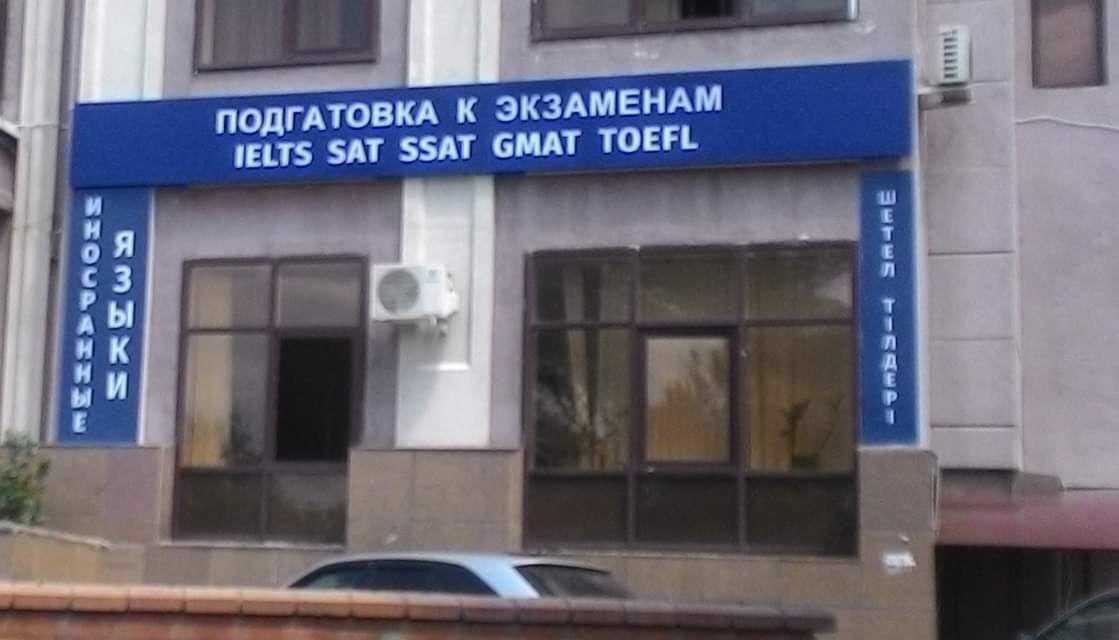 ПОДГАТОВКА К ЭКЗАМЕНАМ
IELTS SAT SSAT GMAT TOEFL
ИНОСРАННЫЕ
ЯЗЫКИ
ШЕТЕЛ ТІЛДЕРІ